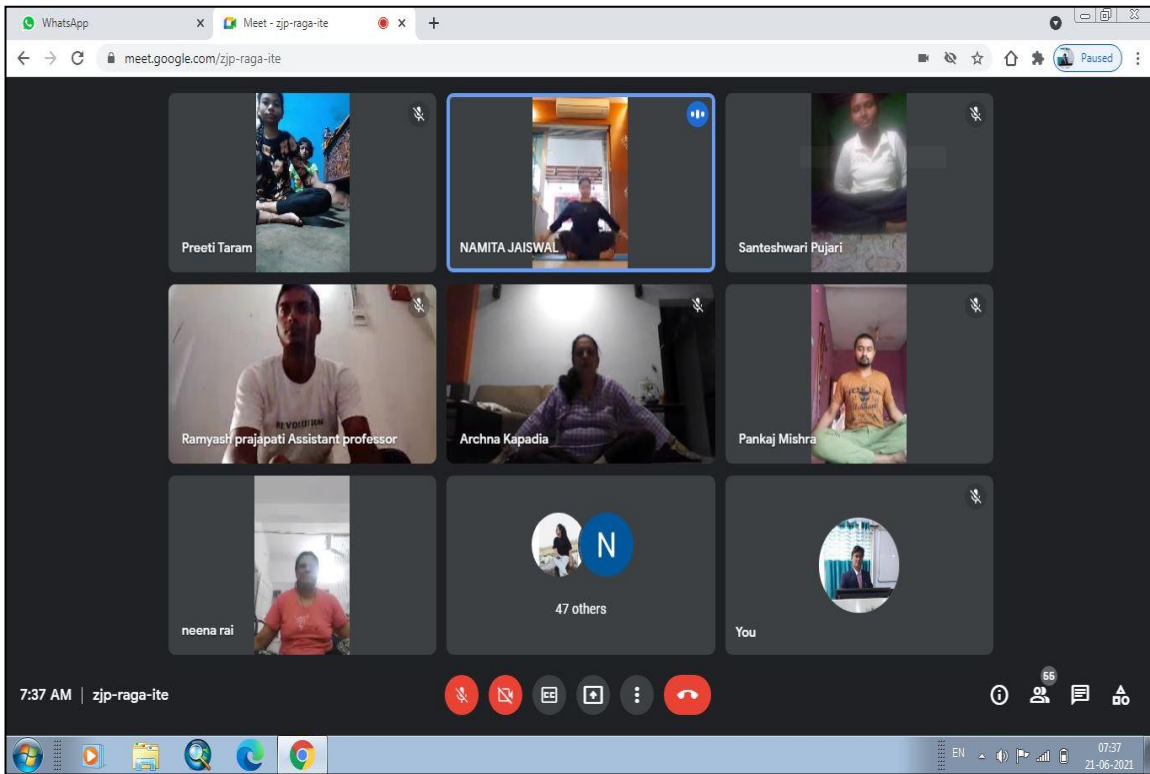 WhatsApp
Meet - zjp-raga-ite
meet.google.com/zjp-raga-ite
Paused
Preeti Taram
NAMITA JAISWAL
Santeshwari Pujari
REVOLUTION
Ramyash prajapati Assistant professor
Archna Kapadia
Pankaj Mishra
neena rai
N
47 others
You
7:37 AM | zjp-raga-ite
CC
55
EN
07:37
21-06-2021